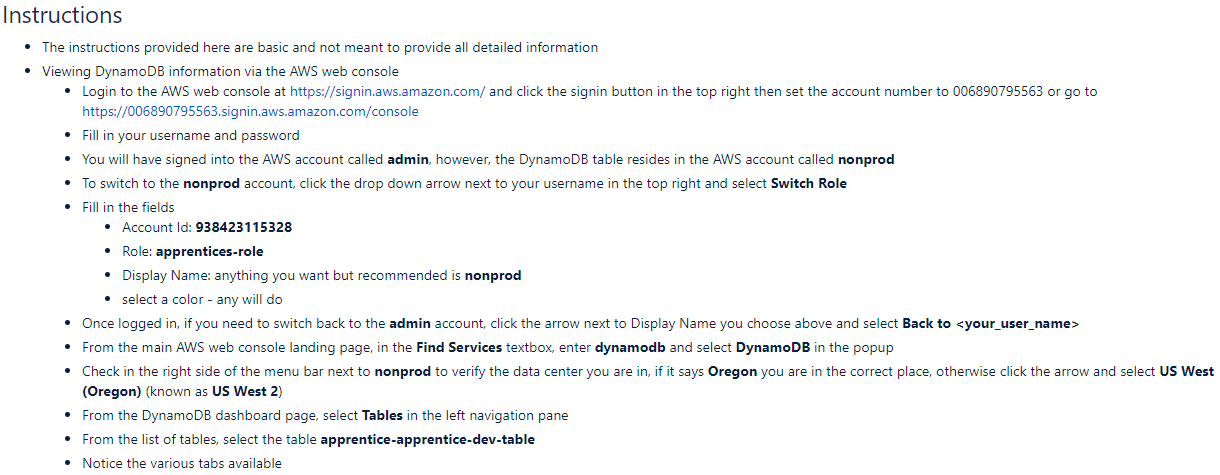 Instructions
The instructions provided here are basic and not meant to provide all detailed information
Viewing DynamoDB information via the AWS web console
Login to the AWS web console at https://signin.aws.amazon.com/ and click the signin button in the top right then set the account number to 006890795563 or go to
https://006890795563.signin.aws.amazon.com/console
Fill in your username and password
You will have signed into the AWS account called admin, however, the DynamoDB table resides in the AWS account called nonprod
To switch to the nonprod account, click the drop down arrow next to your username in the top right and select Switch Role
Fill in the fields
Account Id: 938423115328
Role: apprentices-role
Display Name: anything you want but recommended is nonprod
select a color - any will do
Once logged in, if you need to switch back to the admin account, click the arrow next to Display Name you choose above and select Back to <your_user_name>
From the main AWS web console landing page, in the Find Services textbox, enter dynamodb and select DynamoDB in the popup
Check in the right side of the menu bar next to nonprod to verify the data center you are in, if it says Oregon you are in the correct place, otherwise click the arrow and select US West
(Oregon) (known as US West 2)
From the DynamoDB dashboard page, select Tables in the left navigation pane
From the list of tables, select the table apprentice-apprentice-dev-table
Notice the various tabs available